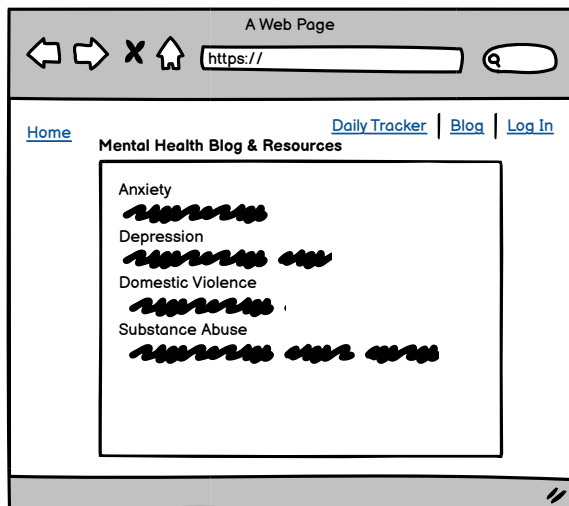 A Web Page
https://
Home
Daily Tracker
Blog
Log In
Mental Health Blog & Resources
Anxiety
Depression
Domestic Violence
Substance Abuse